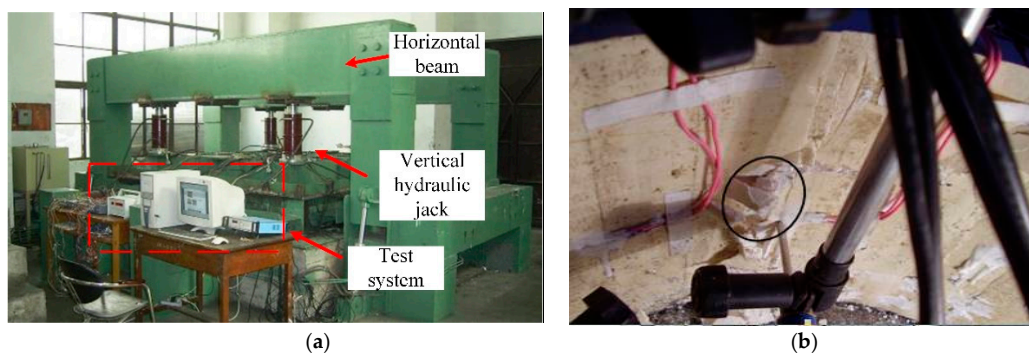 Horizontal
beam
Vertical
hydraulic
jack
Test
system
(a)
(b)